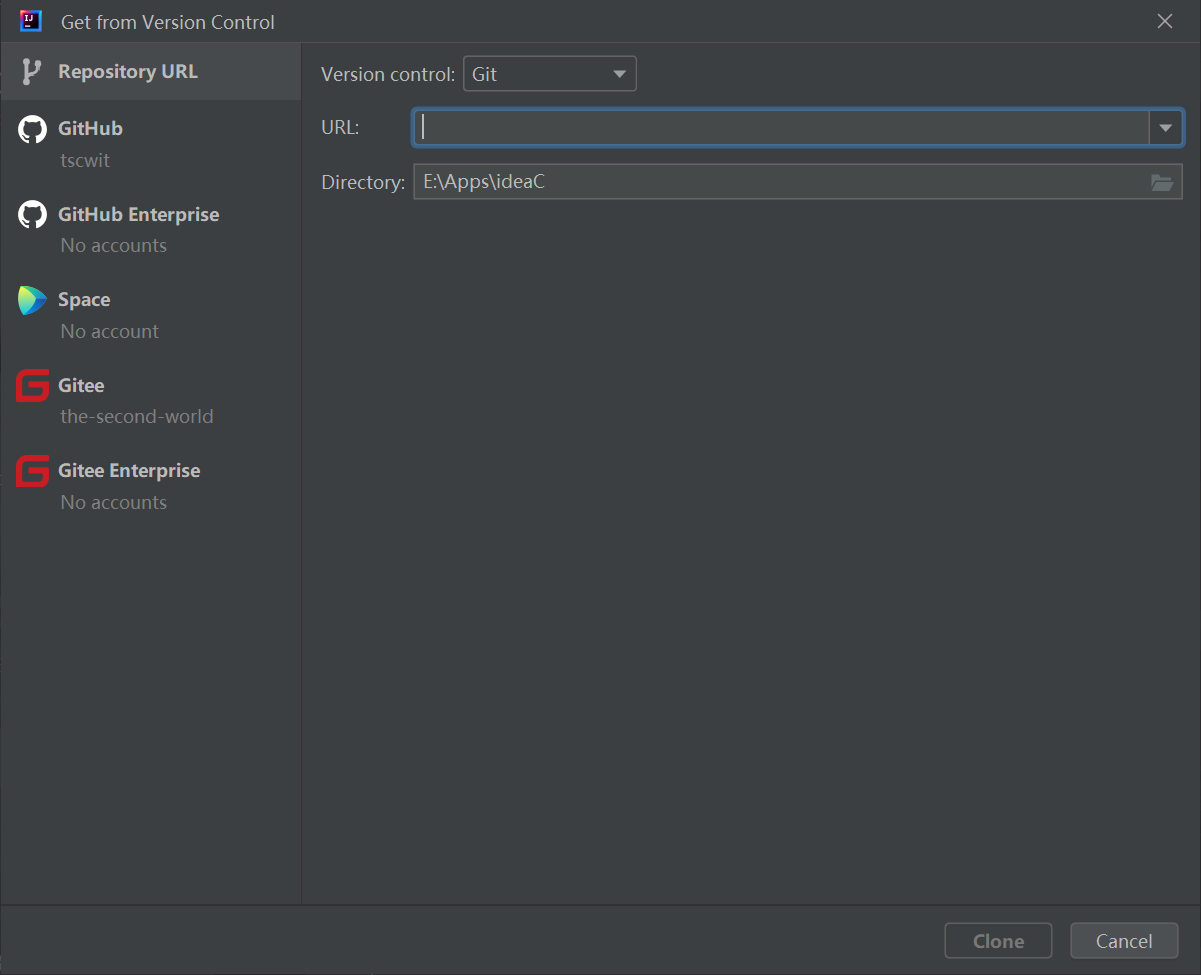 Get from Version Control
Repository URL
GitHub
tscwit
GitHub Enterprise
No accounts
Space
No account
Gitee
the-second-world
Gitee Enterprise
No accounts
Version control: Git
URL:
Directory: E:\Apps\ideaC
Clone Cancel